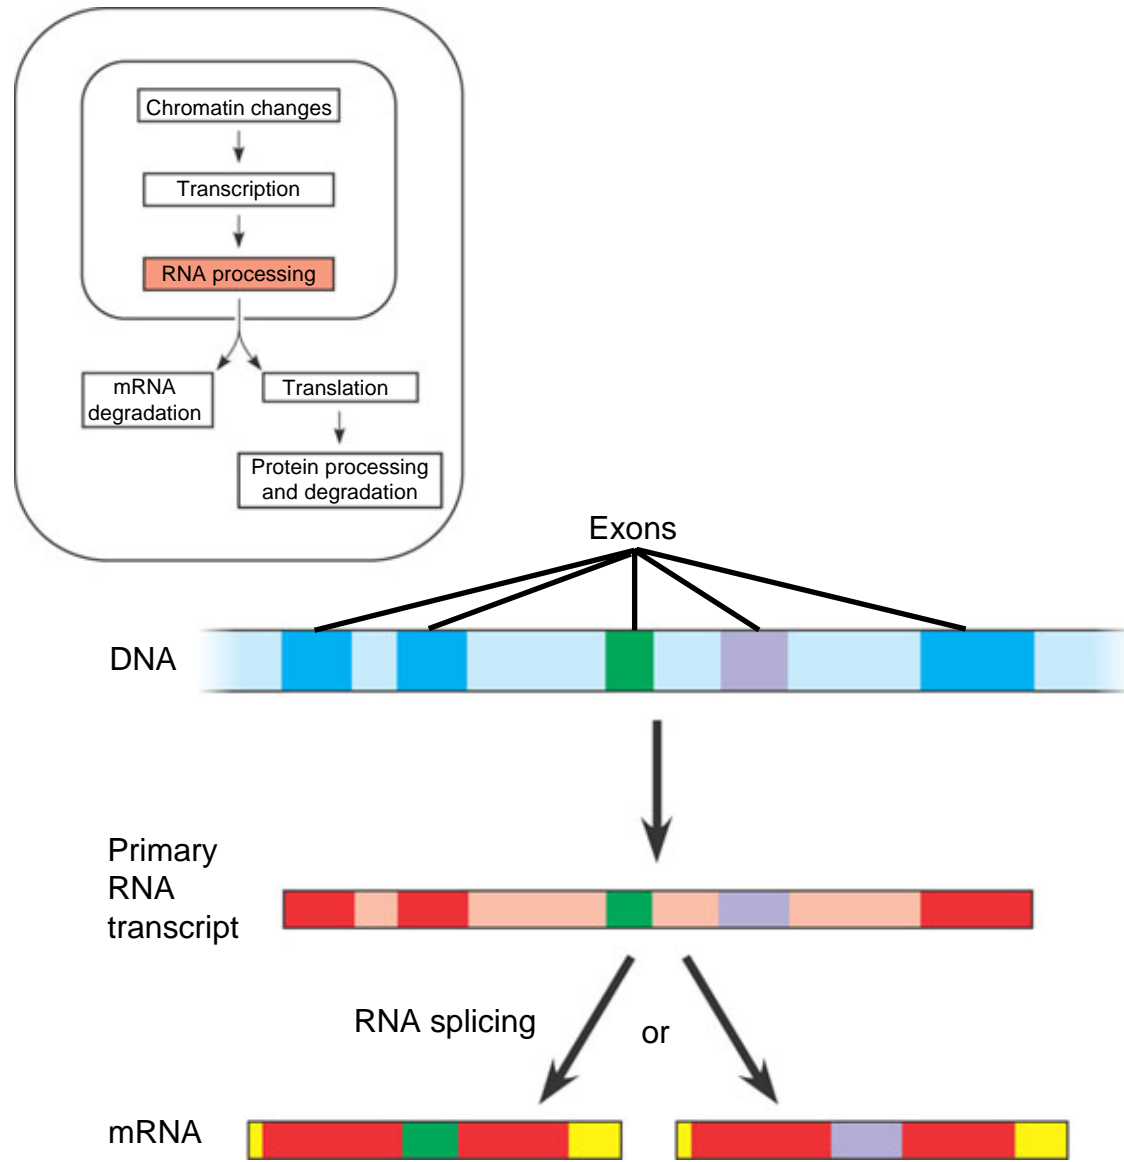 Chromatin changes
Transcription
RNA processing
mRNA
degradation
Translation
Protein processing
and degradation
Exons
DNA
Primary
RNA
transcript
RNA splicing
or
mRNA